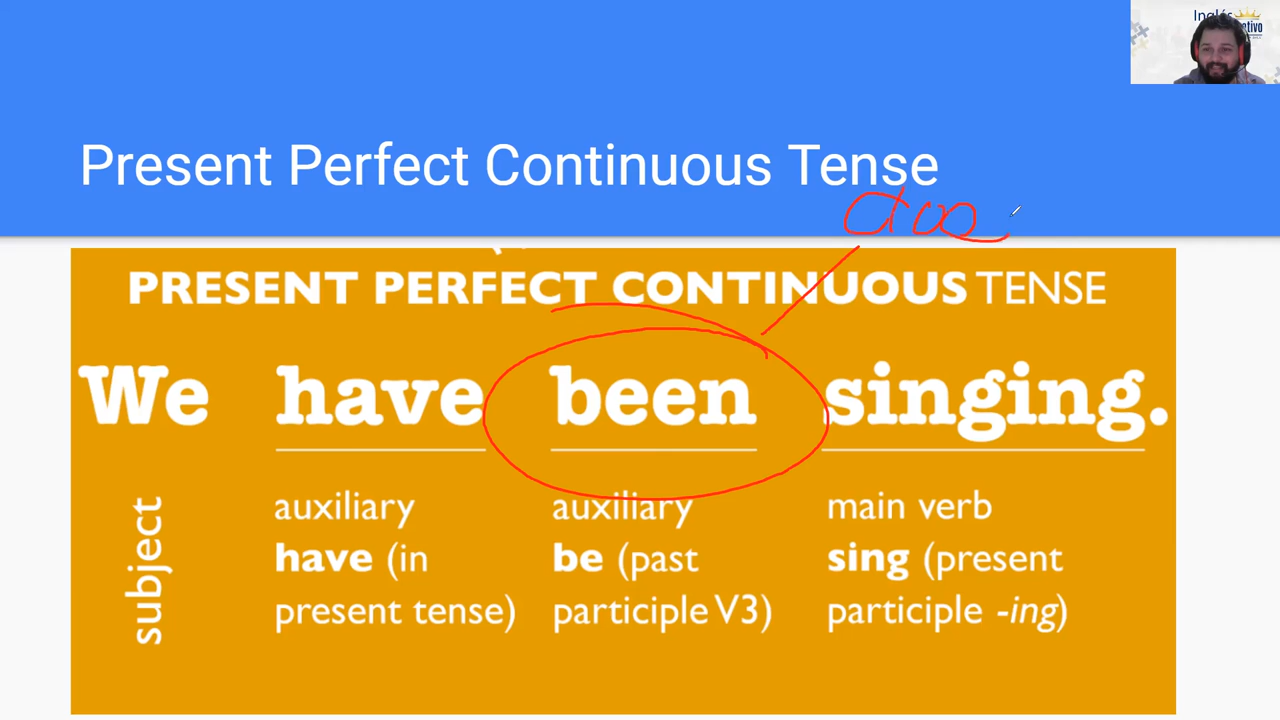 Inglés
Present Perfect Continuous Tense
PRESENT PERFECT CONTINUOUS TENSE
We have been singing.
subject
auxiliary have (in present tense)
auxiliary be (past participle V3)
main verb sing (present participle -ing)